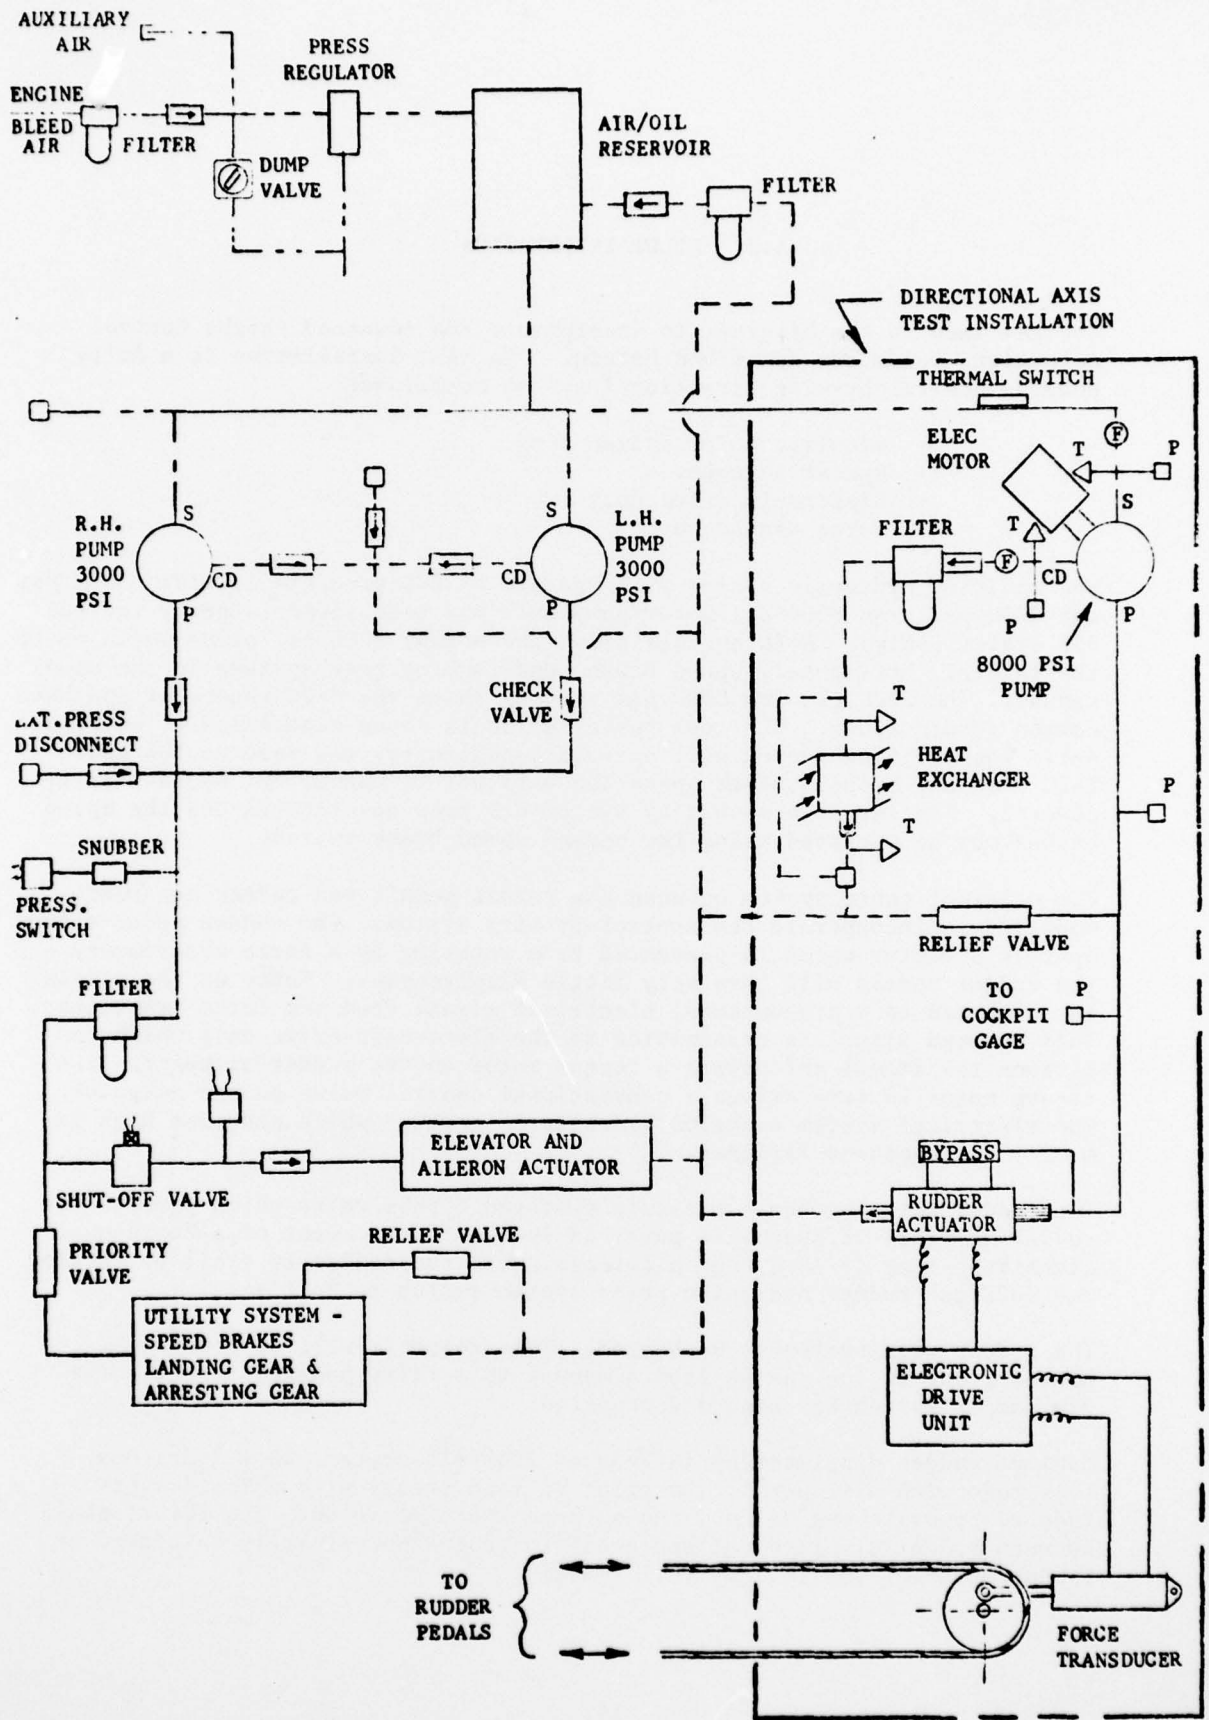 AUXILIARY
AIR
PRESS
REGULATOR
ENGINE
BLEED
AIR
FILTER
DUMP
VALVE
AIR/OIL
RESERVOIR
FILTER
DIRECTIONAL AXIS
TEST INSTALLATION
THERMAL SWITCH
ELEC
MOTOR
F
T
P
S
R.H.
PUMP
3000
PSI
S
CD
P
S
CD
P
L.H.
PUMP
3000
PSI
FILTER
F
T
CD
P
P
8000 PSI
PUMP
CHECK
VALVE
PRESS
DISCONNECT
T
HEAT
EXCHANGER
T
P
SNUBBER
PRESS.
SWITCH
RELIEF VALVE
FILTER
TO
COCKPIT
GAGE
P
SHUT-OFF VALVE
ELEVATOR AND
AILERON ACTUATOR
BYPASS
RUDDER
ACTUATOR
PRIORITY
VALVE
RELIEF VALVE
UTILITY SYSTEM -
SPEED BRAKES
LANDING GEAR &
ARRESTING GEAR
ELECTRONIC
DRIVE
UNIT
TO
RUDDER
PEDALS
FORCE
TRANSDUCER